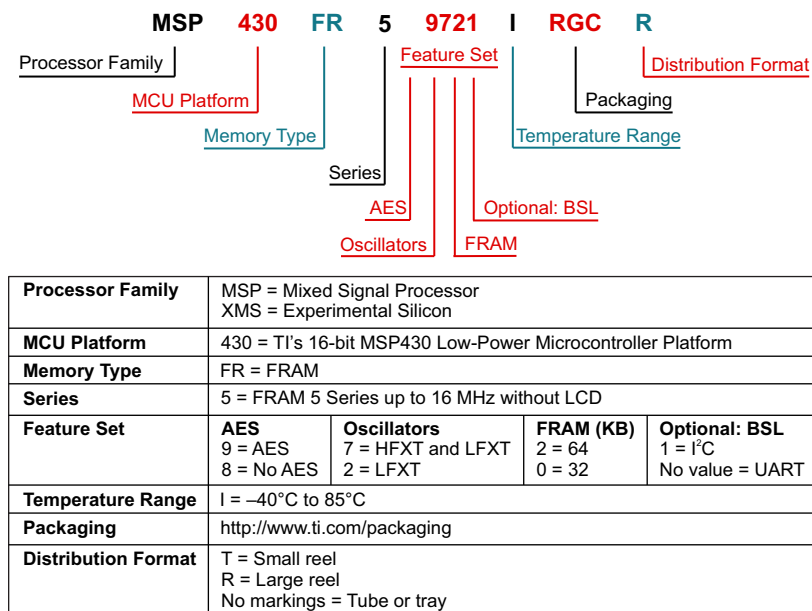 MSP 430 FR 5 9721 I RGC R
Processor Family
Feature Set
Distribution Format
MCU Platform
Packaging
Memory Type
Temperature Range
Series
AES
Optional: BSL
Oscillators
FRAM
Processor Family
MSP = Mixed Signal Processor
XMS = Experimental Silicon
MCU Platform
430 = TI's 16-bit MSP430 Low-Power Microcontroller Platform
Memory Type
FR = FRAM
Series
5 = FRAM 5 Series up to 16 MHz without LCD
Feature Set
AES
9 = AES
8 = No AES
Oscillators
7 = HFXT and LFXT
2 = LFXT
FRAM (KB)
2 = 64
0 = 32
Optional: BSL
1 = I²C
No value = UART
Temperature Range
I = –40°C to 85°C
Packaging
http://www.ti.com/packaging
Distribution Format
T = Small reel
R = Large reel
No markings = Tube or tray